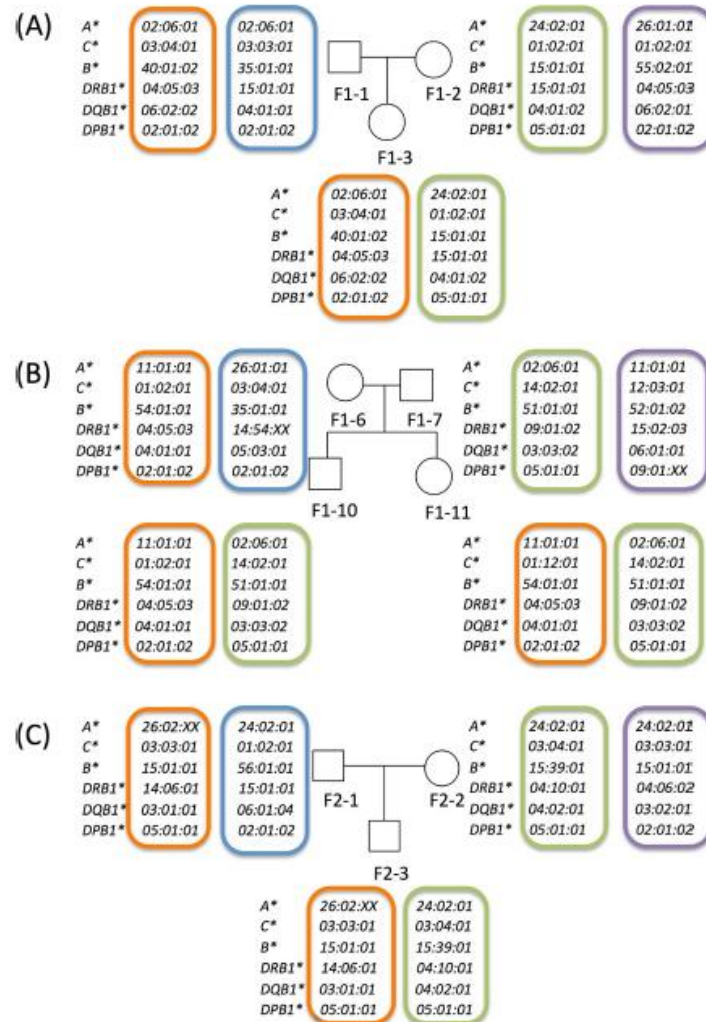 (A)
A* 02:06:01 02:06:01 24:02:01 26:01:01
C* 03:04:01 03:03:01 C* 01:02:01 01:02:01
B* 40:01:02 35:01:01 B* 15:01:01 55:02:01
DRB1* 04:05:03 15:01:01 F1-1 F1-2 DRB1* 15:01:01 04:05:03
DQB1* 06:02:02 04:01:01 DQB1* 04:01:02 06:02:01
DPB1* 02:01:02 02:01:02 DPB1* 05:01:01 02:01:02
F1-3
A* 02:06:01 24:02:01
C* 03:04:01 01:02:01
B* 40:01:02 15:01:01
DRB1* 04:05:03 15:01:01
DQB1* 06:02:02 04:01:02
DPB1* 02:01:02 05:01:01
(B)
A* 11:01:01 26:01:01 A* 02:06:01 11:01:01
C* 01:02:01 03:04:01 C* 14:02:01 12:03:01
B* 54:01:01 35:01:01 F1-6 F1-7 B* 51:01:01 52:01:02
DRB1* 04:05:03 14:54:XX DRB1* 09:01:02 15:02:03
DQB1* 04:01:01 05:03:01 DQB1* 03:03:02 06:01:01
DPB1* 02:01:02 02:01:02 DPB1* 05:01:01 09:01:XX
F1-10 F1-11
A* 11:01:01 02:06:01 A* 11:01:01 02:06:01
C* 01:02:01 14:02:01 C* 01:12:01 14:02:01
B* 54:01:01 51:01:01 B* 54:01:01 51:01:01
DRB1* 04:05:03 09:01:02 DRB1* 04:05:03 09:01:02
DQB1* 04:01:01 03:03:02 DQB1* 04:01:01 03:03:02
DPB1* 02:01:02 05:01:01 DPB1* 02:01:02 05:01:01
(C)
A* 26:02:XX 24:02:01 A* 24:02:01 24:02:01
C* 03:03:01 01:02:01 C* 03:04:01 03:03:01
B* 15:01:01 56:01:01 B* 15:39:01 15:01:01
DRB1* 14:06:01 15:01:01 F2-1 F2-2 DRB1* 04:10:01 04:06:02
DQB1* 03:01:01 06:01:04 DQB1* 04:02:01 03:02:01
DPB1* 05:01:01 02:01:02 DPB1* 05:01:01 02:01:02
F2-3
A* 26:02:XX 24:02:01
C* 03:03:01 03:04:01
B* 15:01:01 15:39:01
DRB1* 14:06:01 04:10:01
DQB1* 03:01:01 04:02:01
DPB1* 05:01:01 05:01:01